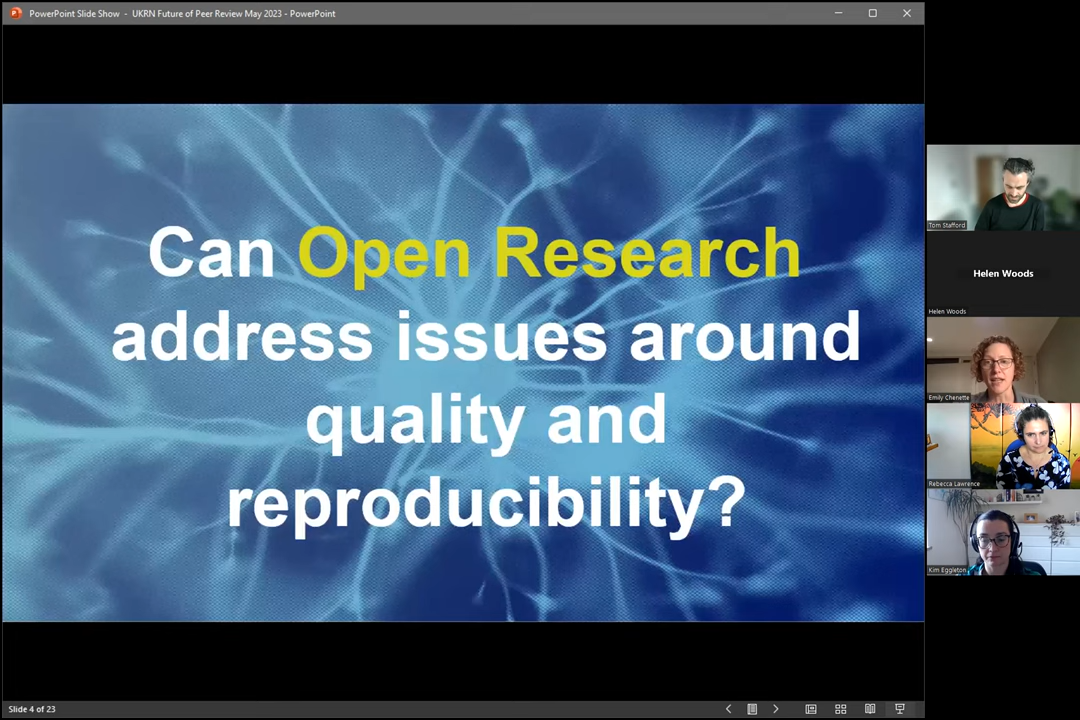 PowerPoint Slide Show - UKRN Future of Peer Review May 2023 - PowerPoint
Can Open Research
address issues around
quality and
reproducibility?
Tom Stafford
Helen Woods
Helen Woods
Emily Chenette
Rebecca Lawrence
Kim Eggleton
Slide 4 of 23